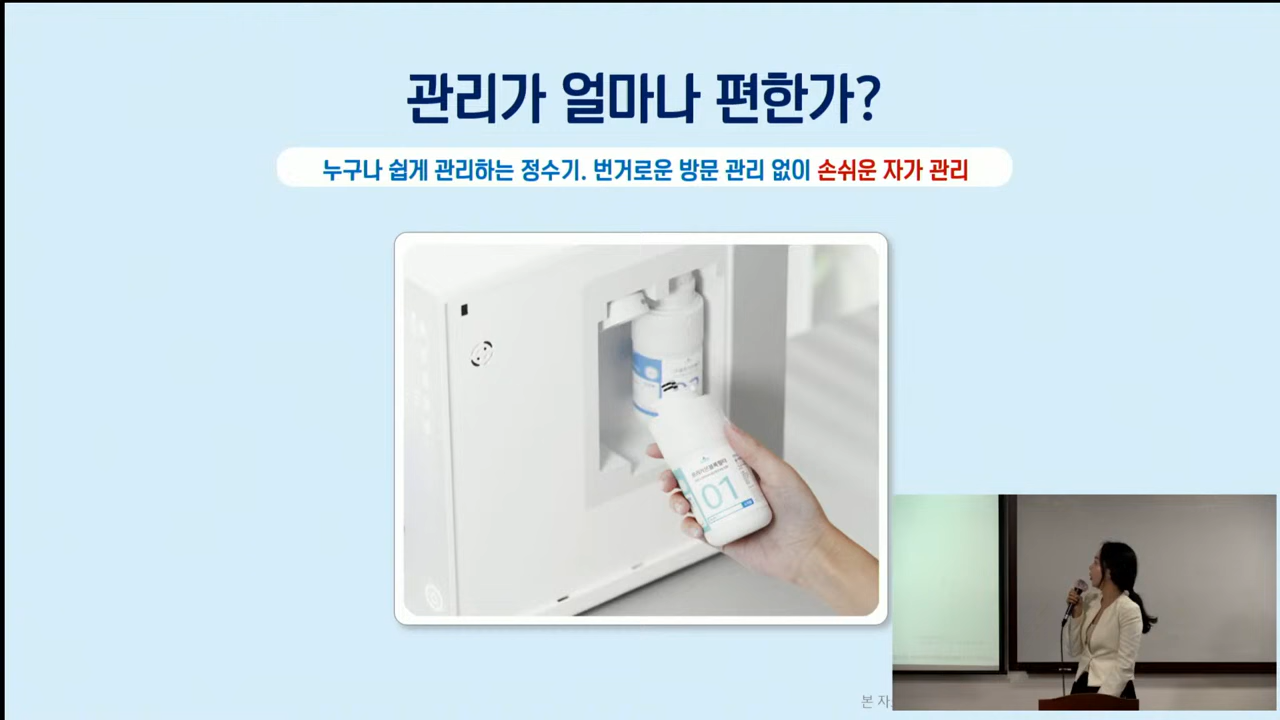 관리가 얼마나 편한가?
누구나 쉽게 관리하는 정수기. 번거로운 방문 관리 없이 손쉬운 자가 관리
01
본 자